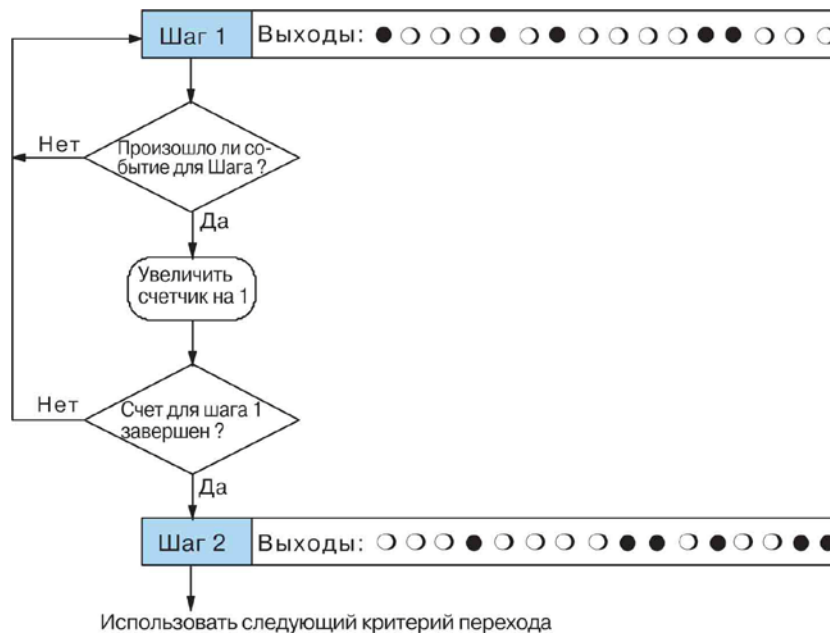 Шаг 1 Выходы:
Нет
Произошло ли со-
бытие для Шага ?
Да
Увеличить
счетчик на 1
Нет
Счет для шага 1
завершен ?
Да
Шаг 2 Выходы:
Использовать следующий критерий перехода